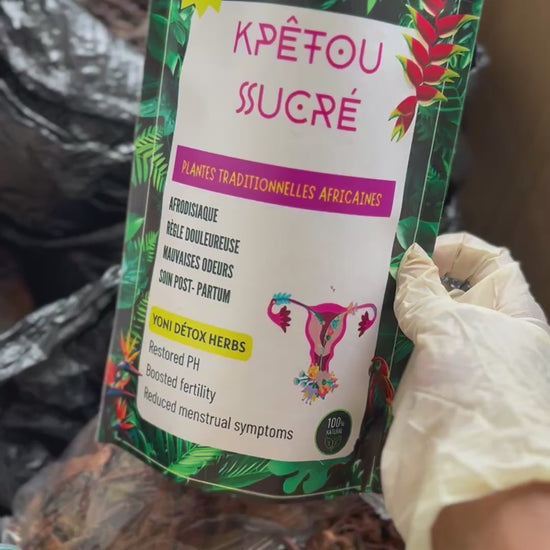 KPÊTOU
SSUCRÉ
PLANTES TRADITIONNELLES AFRICAINES
AFRODISIAQUE
RÈGLE DOULEUREUSE
MAUVAISES ODEURS
SOIN POST- PARTUM
YONI DÉTOX HERBS
Restored PH
Boosted fertility
Reduced menstrual symptoms
100%
NATURAL